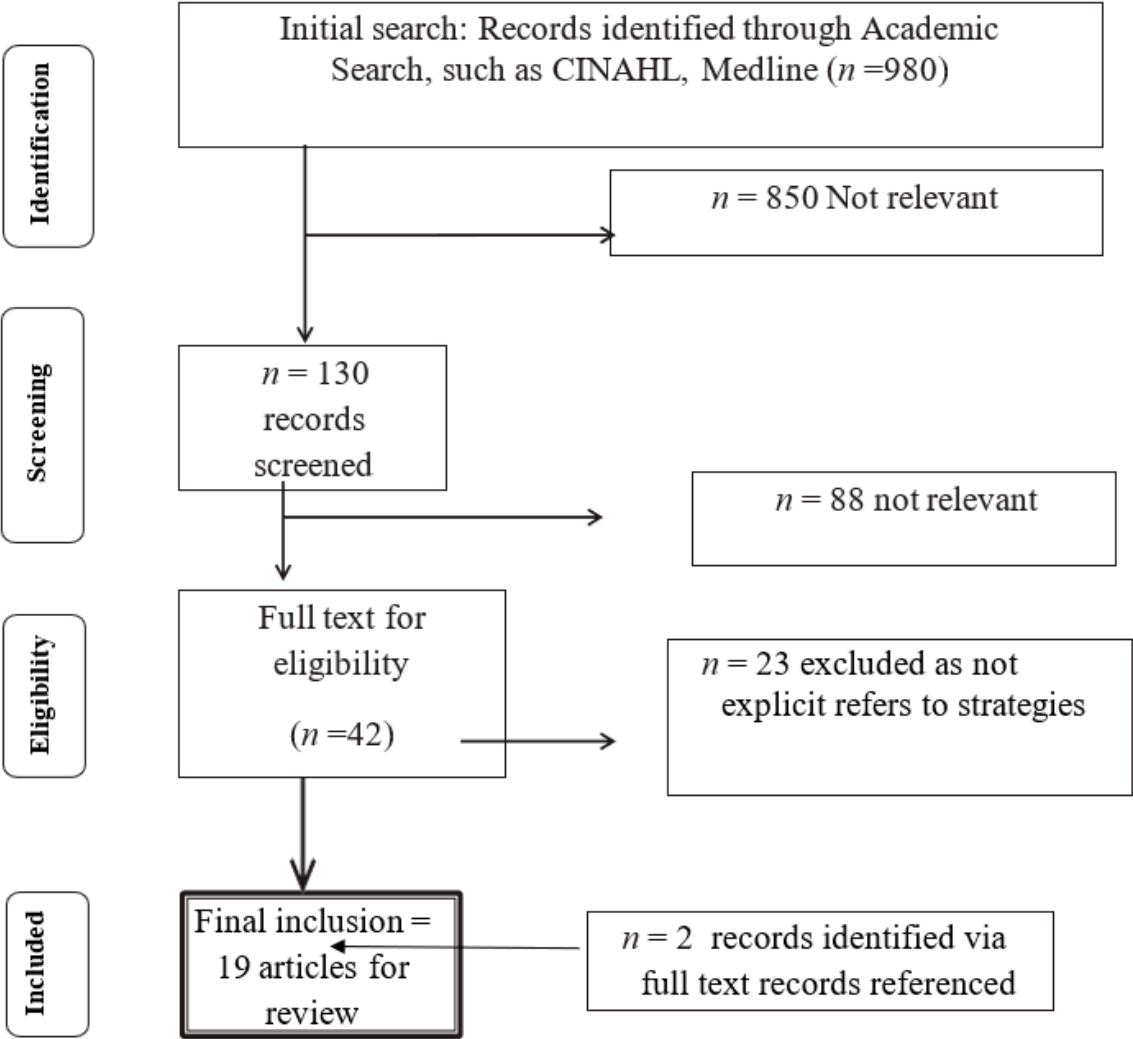 Identification
Initial search: Records identified through Academic
Search, such as CINAHL, Medline (n =980)
n = 850 Not relevant
Screening
n = 130
records
screened
n = 88 not relevant
Eligibility
Full text for
eligibility
(n =42)
n = 23 excluded as not
explicit refers to strategies
Included
Final inclusion =
19 articles for
review
n = 2 records identified via
full text records referenced